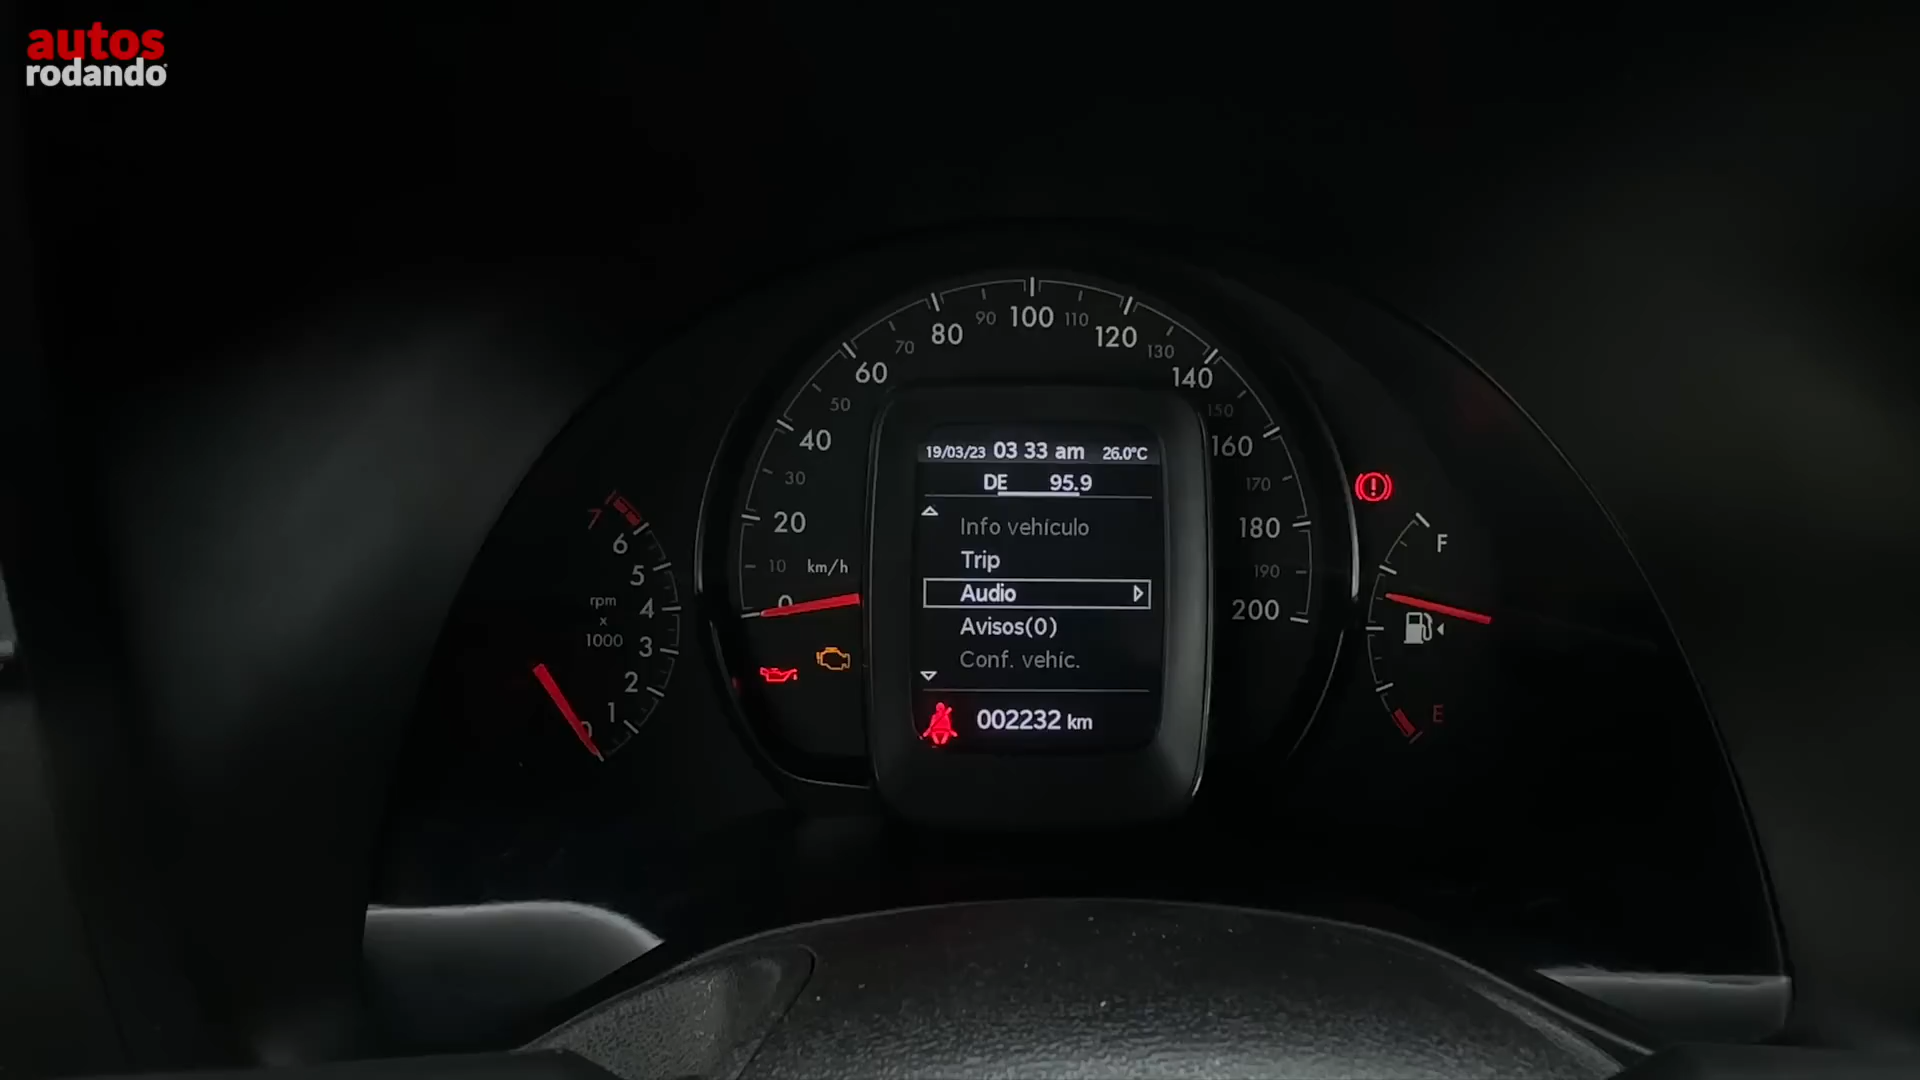 autos
rodando
0
10
20
30
40
50
60
70
80
90
100
110
120
130
140
150
160
170
180
190
200
km/h
7
6
5
4
3
2
1
0
rpm
x
1000
19/03/23 03 33 am 26.0°C
DE 95.9
Info vehículo
Trip
Audio
Avisos(0)
Conf. vehíc.
002232 km
F
E